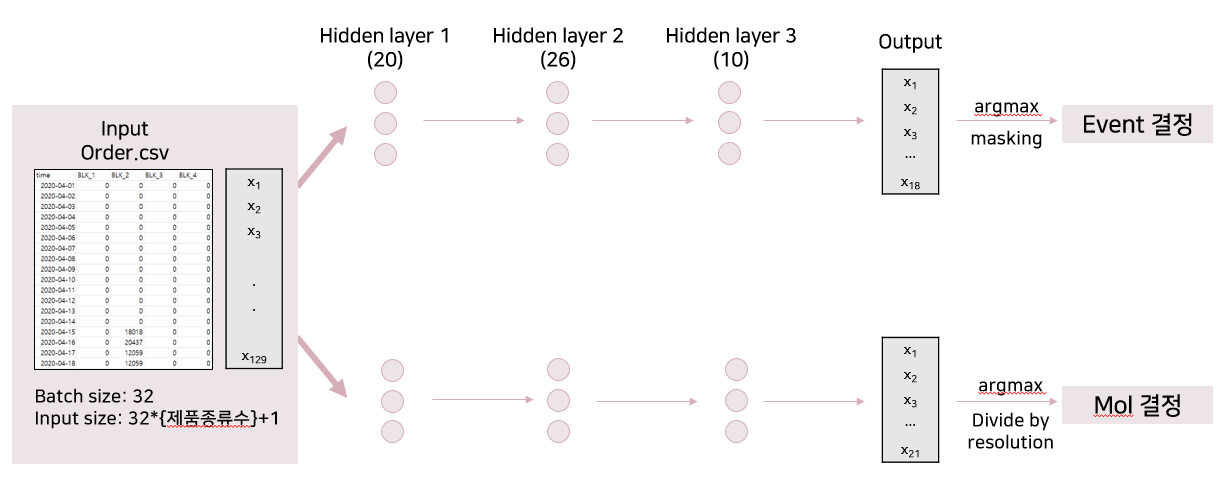 Hidden layer 1
(20)
Hidden layer 2
(26)
Hidden layer 3
(10)
Output
x1
x2
x3
...
x18
argmax
masking
Event 결정
Input
Order.csv
time BLK_1 BLK_2 BLK_3 BLK_4
2020-04-01 0 0 0 0
2020-04-02 0 0 0 0
2020-04-03 0 0 0 0
2020-04-04 0 0 0 0
2020-04-05 0 0 0 0
2020-04-06 0 0 0 0
2020-04-07 0 0 0 0
2020-04-08 0 0 0 0
2020-04-09 0 0 0 0
2020-04-10 0 0 0 0
2020-04-11 0 0 0 0
2020-04-12 0 0 0 0
2020-04-13 0 0 0 0
2020-04-14 0 0 0 0
2020-04-15 0 18018 0 0
2020-04-16 0 20437 0 0
2020-04-17 0 12059 0 0
2020-04-18 0 12059 0 0
x1
x2
x3
.
.
x129
Batch size: 32
Input size: 32*{제품종류수}+1
x1
x2
x3
...
x21
argmax
Divide by
resolution
Mol 결정